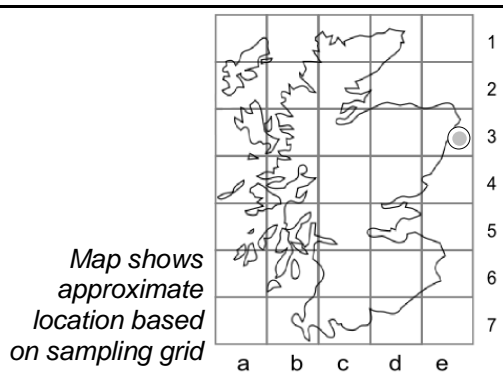 1
2
3
4
5
6
7
Map shows
approximate
location based
on sampling grid
a b c d e